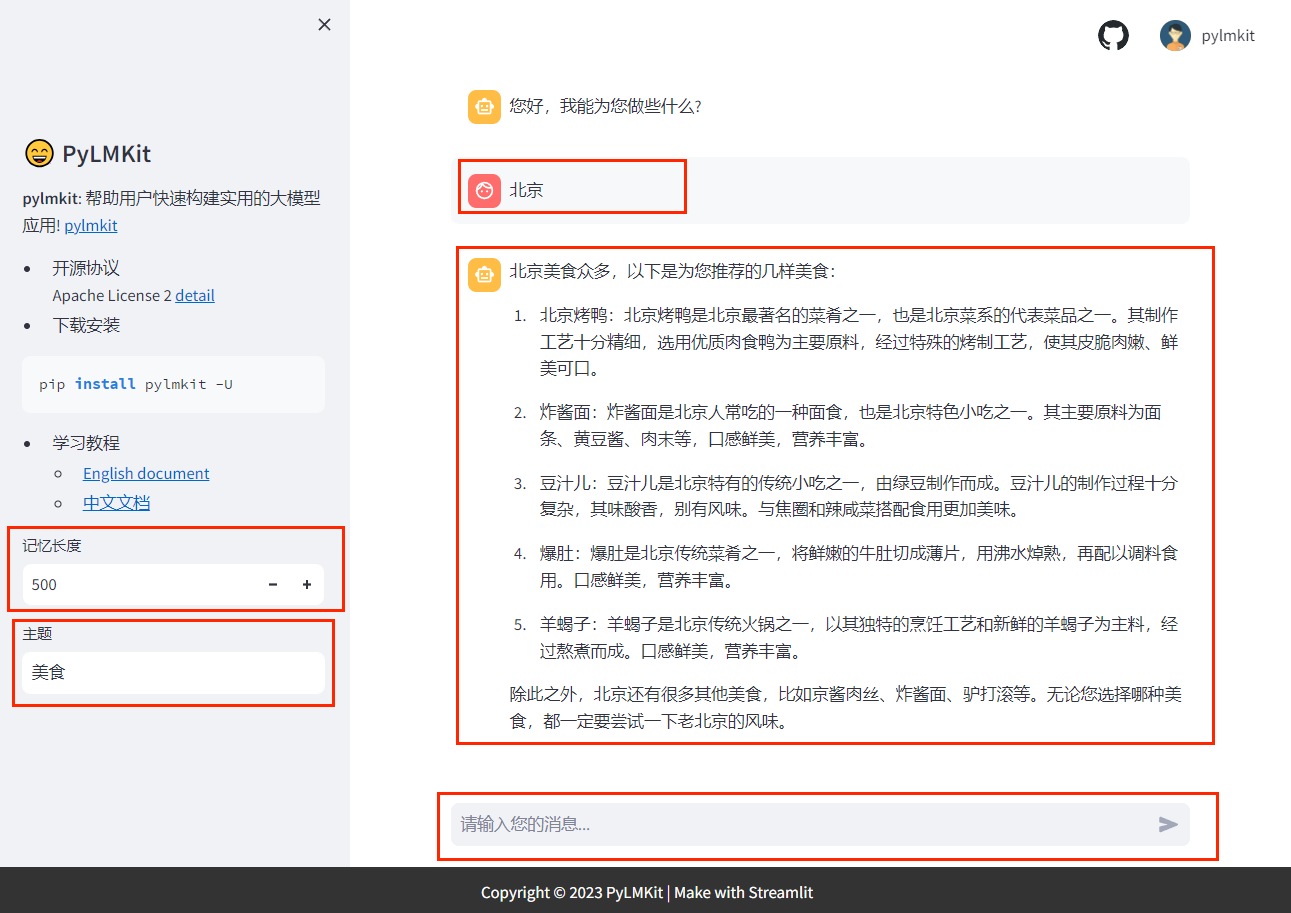 PyLMKit
pylmkit: 帮助用户快速构建实用的大模型
应用! pylmkit
开源协议
Apache License 2 detail
下载安装
pip install pylmkit -U
学习教程
English document
中文文档
记忆长度
500
主题
美食
pylmkit
您好，我能为您做些什么?
北京
北京美食众多，以下是为您推荐的几样美食：
1. 北京烤鸭：北京烤鸭是北京最著名的菜肴之一，也是北京菜系的代表菜品之一。其制作
工艺十分精细，选用优质肉食鸭为主要原料，经过特殊的烤制工艺，使其皮脆肉嫩、鲜
美可口。
2. 炸酱面：炸酱面是北京人常吃的一种面食，也是北京特色小吃之一。其主要原料为面
条、黄豆酱、肉末等，口感鲜美，营养丰富。
3. 豆汁儿：豆汁儿是北京特有的传统小吃之一，由绿豆制作而成。豆汁儿的制作过程十分
复杂，其味酸香，别有风味。与焦圈和辣咸菜搭配食用更加美味。
4. 爆肚：爆肚是北京传统菜肴之一，将鲜嫩的牛肚切成薄片，用沸水焯熟，再配以调料食
用。口感鲜美，营养丰富。
5. 羊蝎子：羊蝎子是北京传统火锅之一，以其独特的烹饪工艺和新鲜的羊蝎子为主料，经
过熬煮而成。口感鲜美，营养丰富。
除此之外，北京还有很多其他美食，比如京酱肉丝、炸酱面、驴打滚等。无论您选择哪种美
食，都一定要尝试一下老北京的风味。
请输入您的消息...
Copyright © 2023 PyLMKit | Make with Streamlit